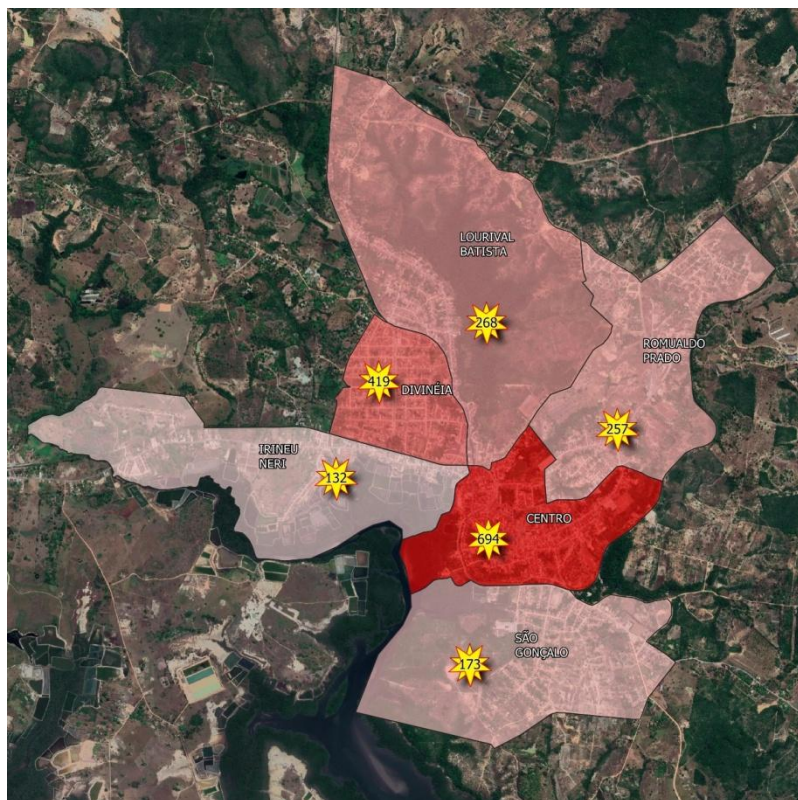 LOURIVAL
BATISTA
268
ROMUALDO
PRADO
419
DIVINÉIA
257
IRINEU
NERI
132
CENTRO
694
SÃO
GONÇALO
173